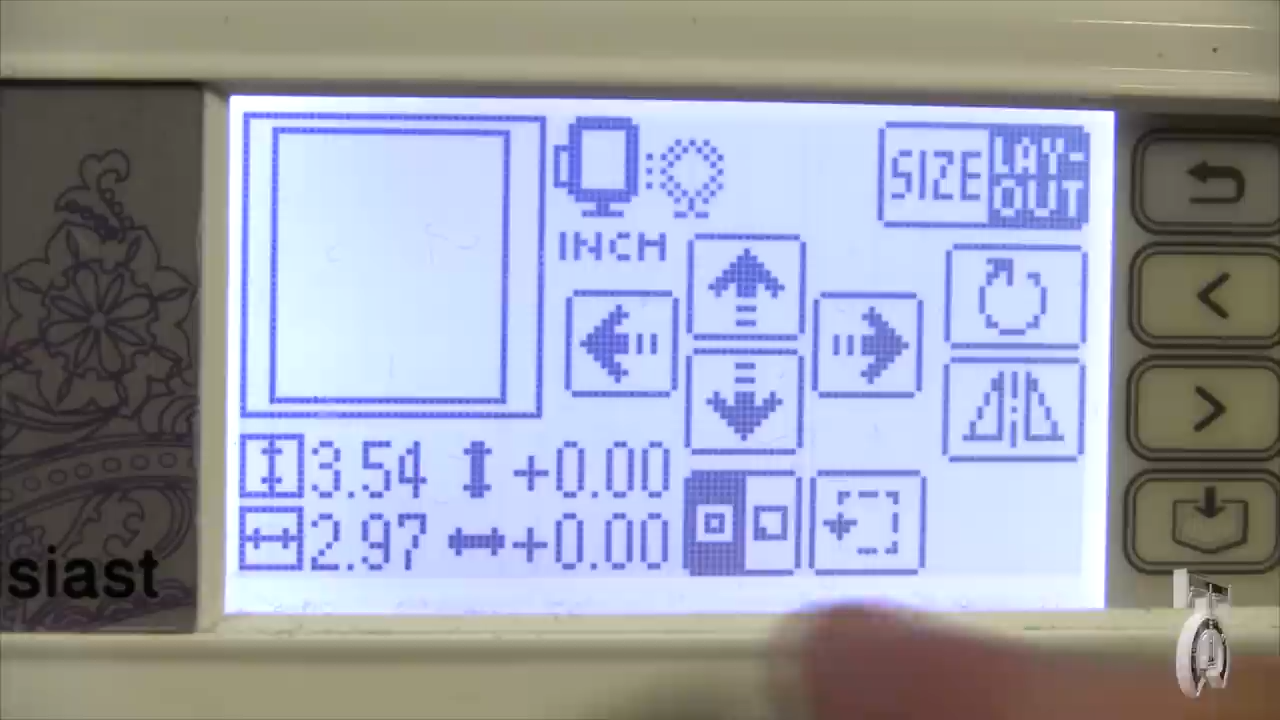 SIZE LAY-
OUT
INCH
3.54 +0.00
2.97 +0.00
siast